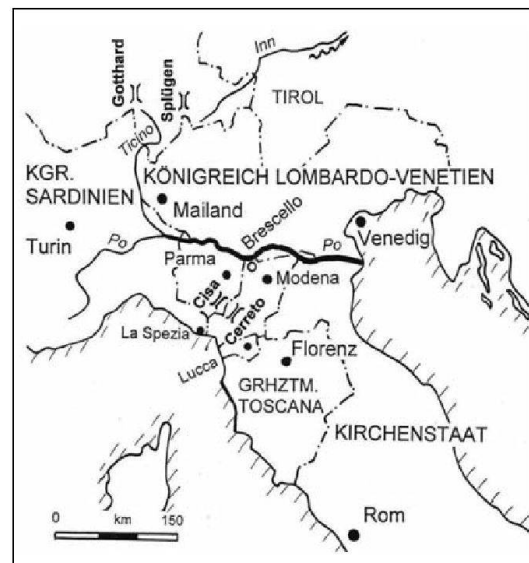 Gotthard
Splügen
Inn
TIROL
Ticino
KGR.
SARDINIEN
KÖNIGREICH LOMBARDO-VENETIEN
Mailand
Turin
Po
Brescello
Po
Venedig
Parma
Cisa
Modena
La Spezia
Cerreto
Lucca
Florenz
GRHZTM.
TOSCANA
KIRCHENSTAAT
0 km 150
Rom